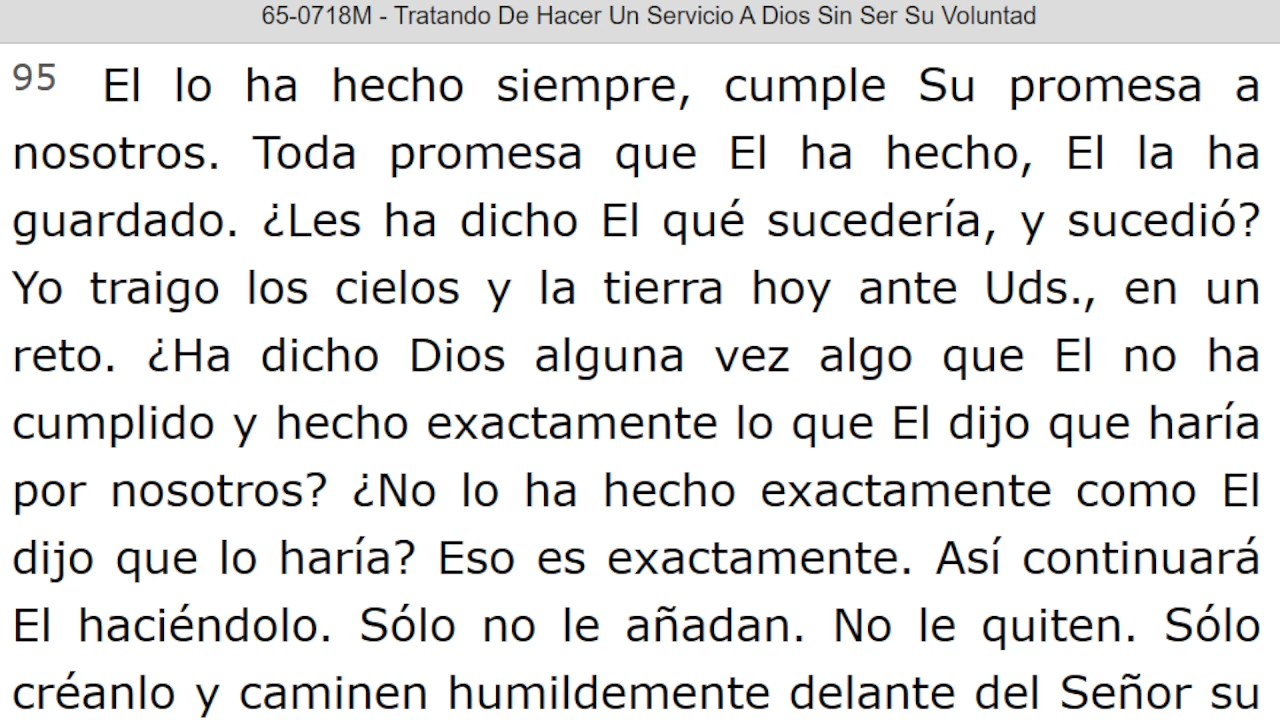 65-0718M - Tratando De Hacer Un Servicio A Dios Sin Ser Su Voluntad
95 El lo ha hecho siempre, cumple Su promesa a
nosotros. Toda promesa que El ha hecho, El la ha
guardado. ¿Les ha dicho El qué sucedería, y sucedió?
Yo traigo los cielos y la tierra hoy ante Uds., en un
reto. ¿Ha dicho Dios alguna vez algo que El no ha
cumplido y hecho exactamente lo que El dijo que haría
por nosotros? ¿No lo ha hecho exactamente como El
dijo que lo haría? Eso es exactamente. Así continuará
El haciéndolo. Sólo no le añadan. No le quiten. Sólo
créanlo y caminen humildemente delante del Señor su